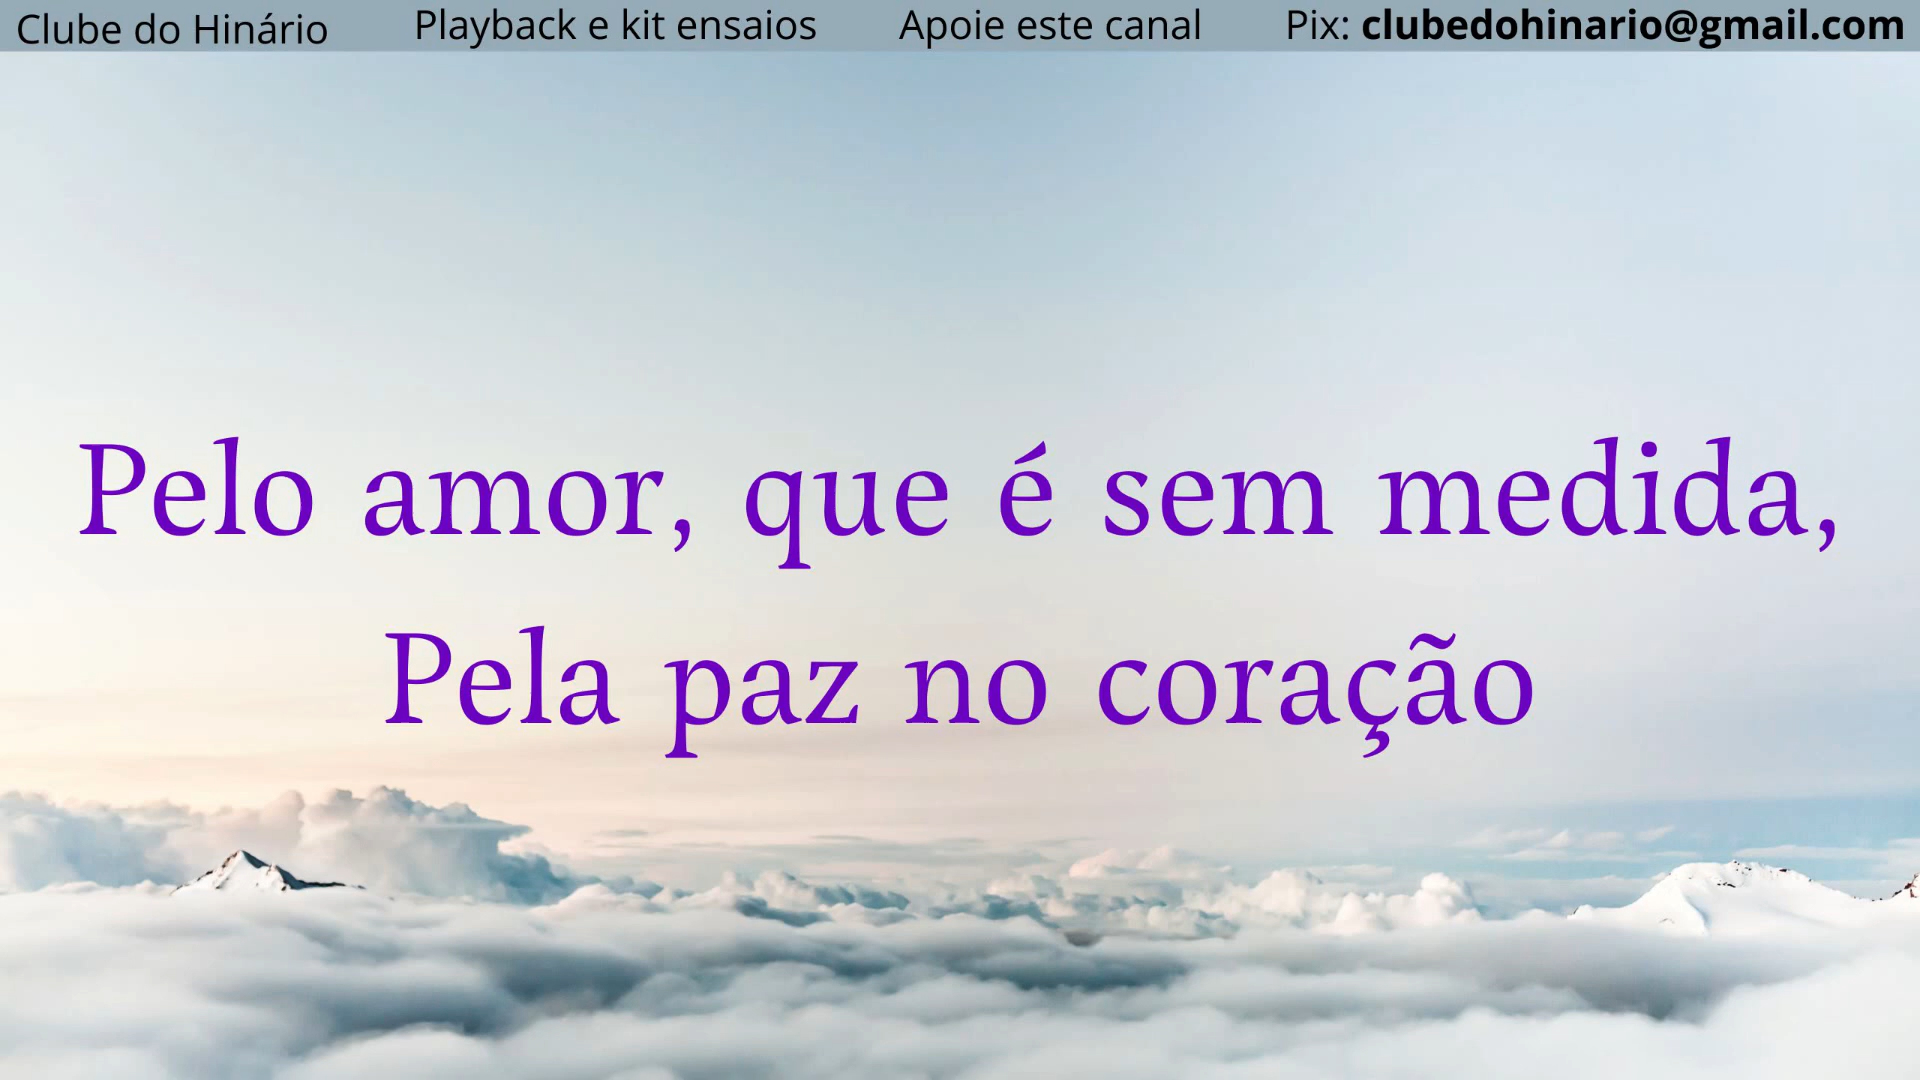 Clube do Hinário Playback e kit ensaios Apoie este canal Pix: clubedohinario@gmail.com
Pelo amor, que é sem medida,
Pela paz no coração